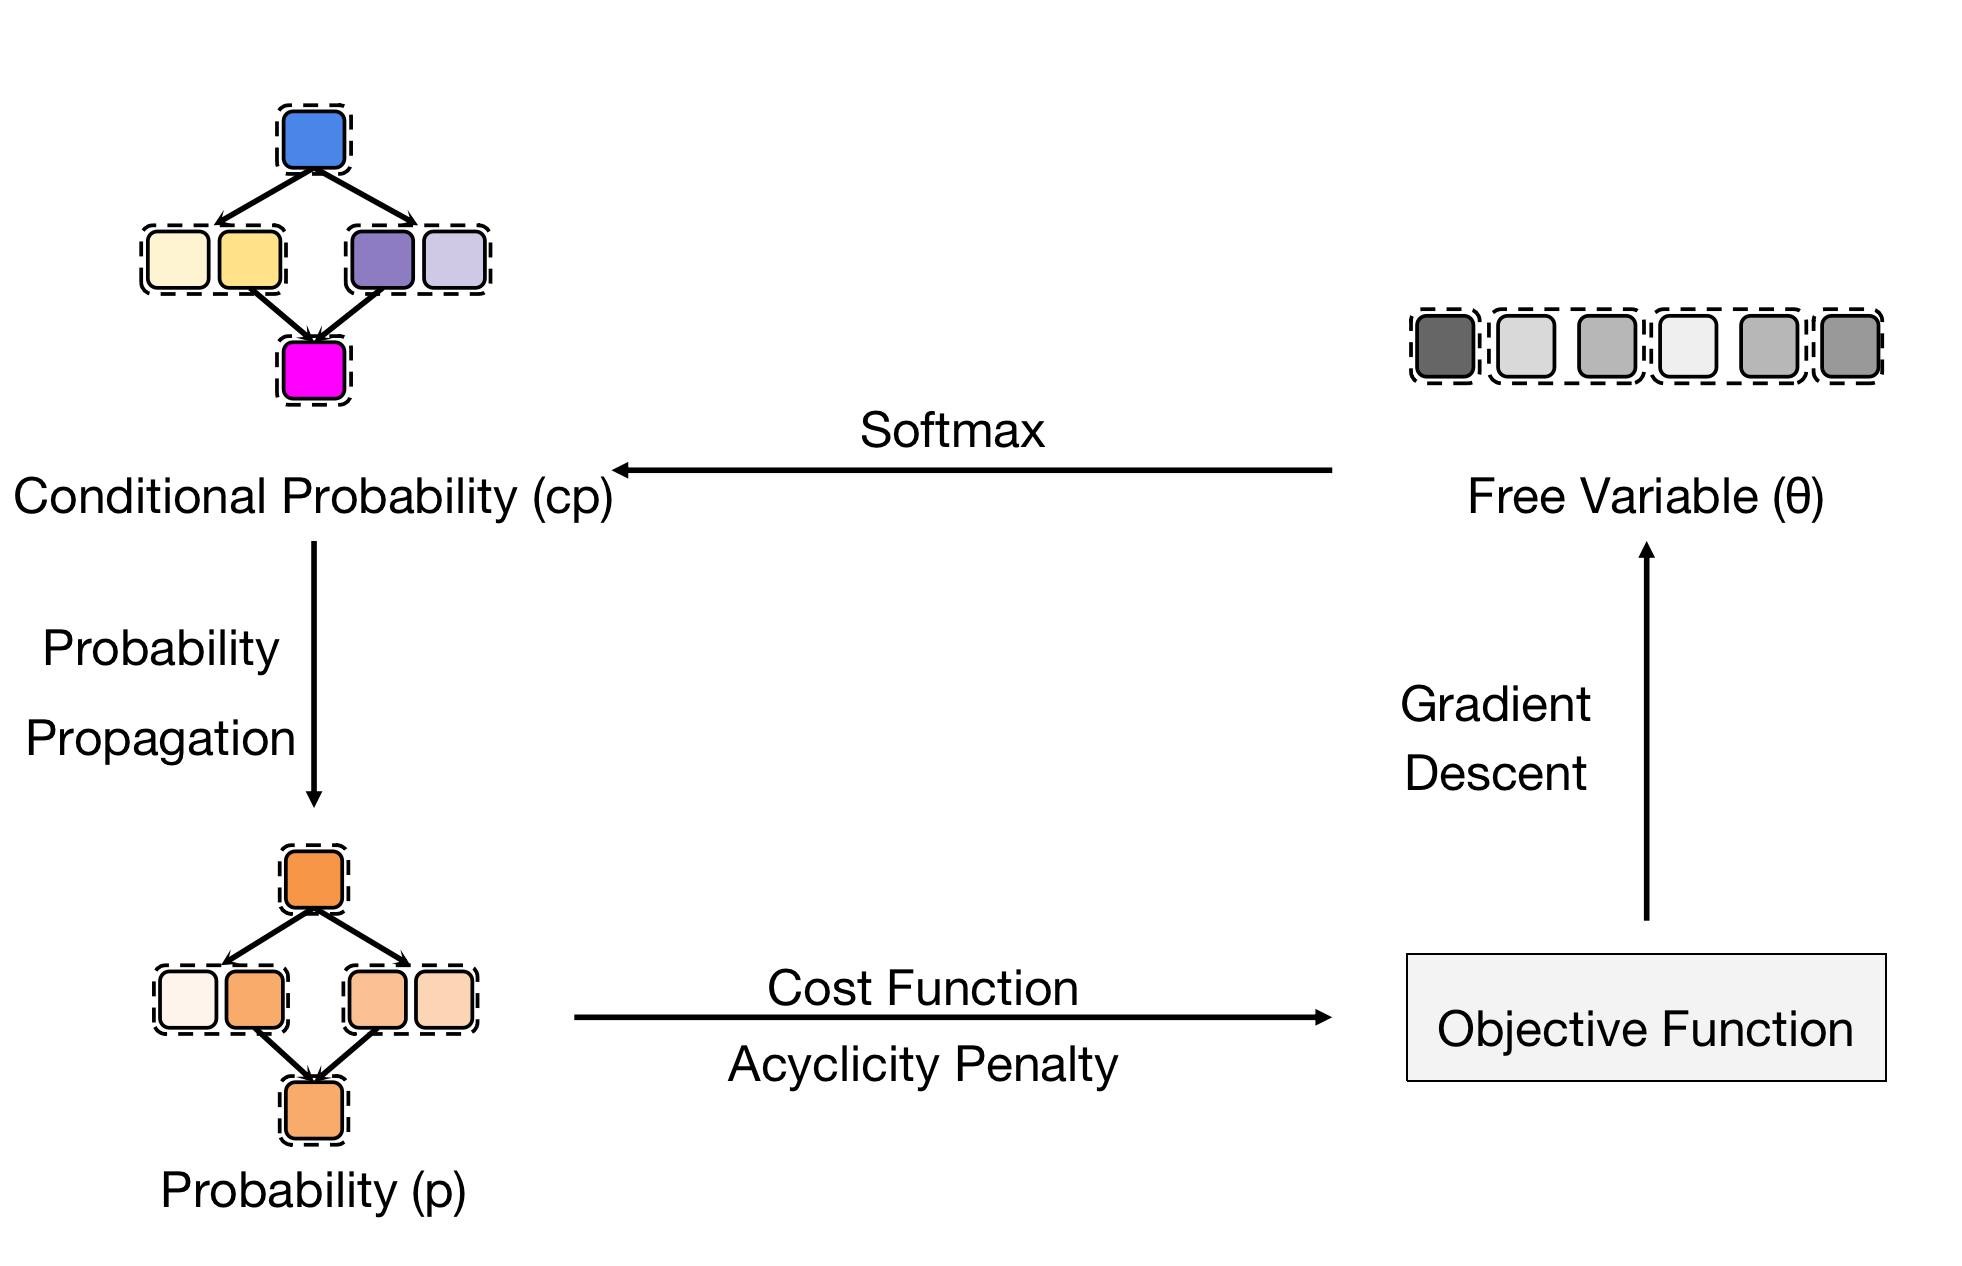 Softmax
Conditional Probability (cp)
Free Variable (θ)
Probability
Propagation
Gradient
Descent
Cost Function
Acyclicity Penalty
Objective Function
Probability (p)